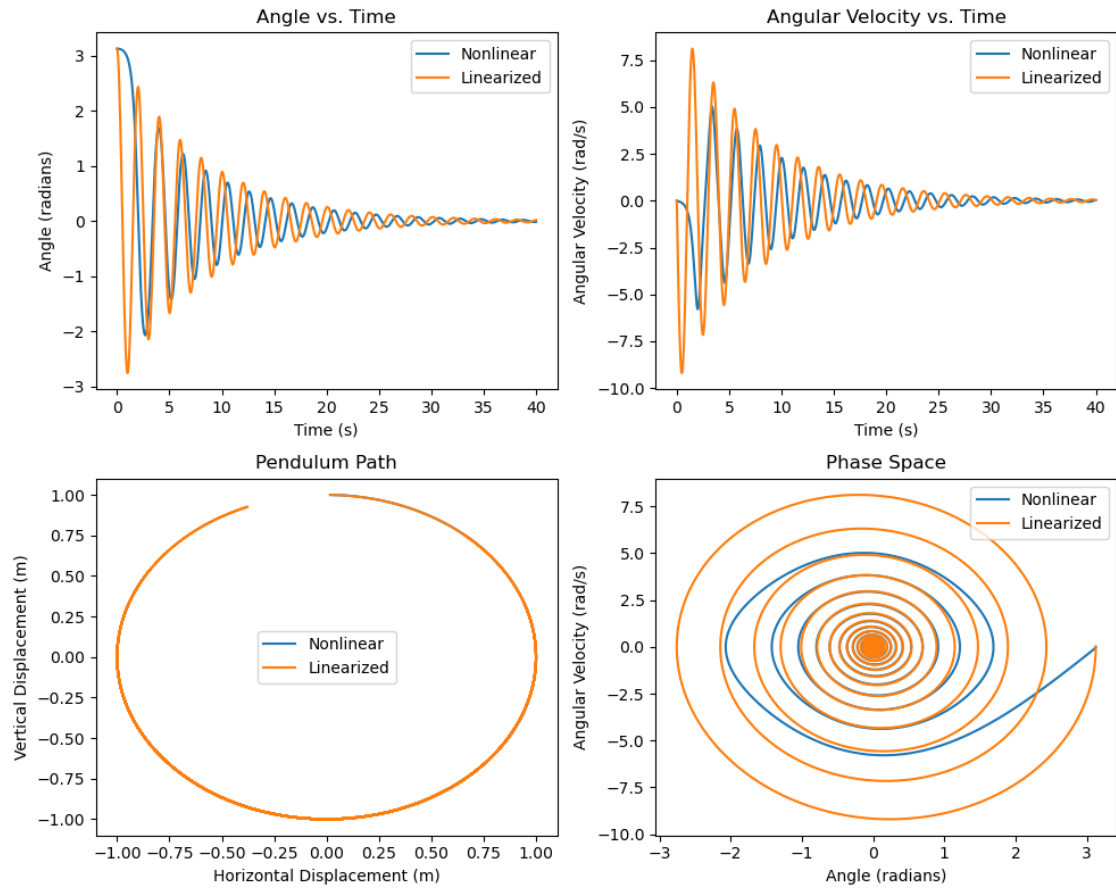 Angle vs. Time
3
2
1
0
−1
−2
−3
Angle (radians)
Nonlinear
Linearized
0 5 10 15 20 25 30 35 40
Time (s)
Angular Velocity vs. Time
7.5
5.0
2.5
0.0
−2.5
−5.0
−7.5
−10.0
Angular Velocity (rad/s)
Nonlinear
Linearized
0 5 10 15 20 25 30 35 40
Time (s)
Pendulum Path
1.00
0.75
0.50
0.25
0.00
−0.25
−0.50
−0.75
−1.00
Vertical Displacement (m)
Nonlinear
Linearized
−1.00 −0.75 −0.50 −0.25 0.00 0.25 0.50 0.75 1.00
Horizontal Displacement (m)
Phase Space
7.5
5.0
2.5
0.0
−2.5
−5.0
−7.5
−10.0
Angular Velocity (rad/s)
Nonlinear
Linearized
−3 −2 −1 0 1 2 3
Angle (radians)